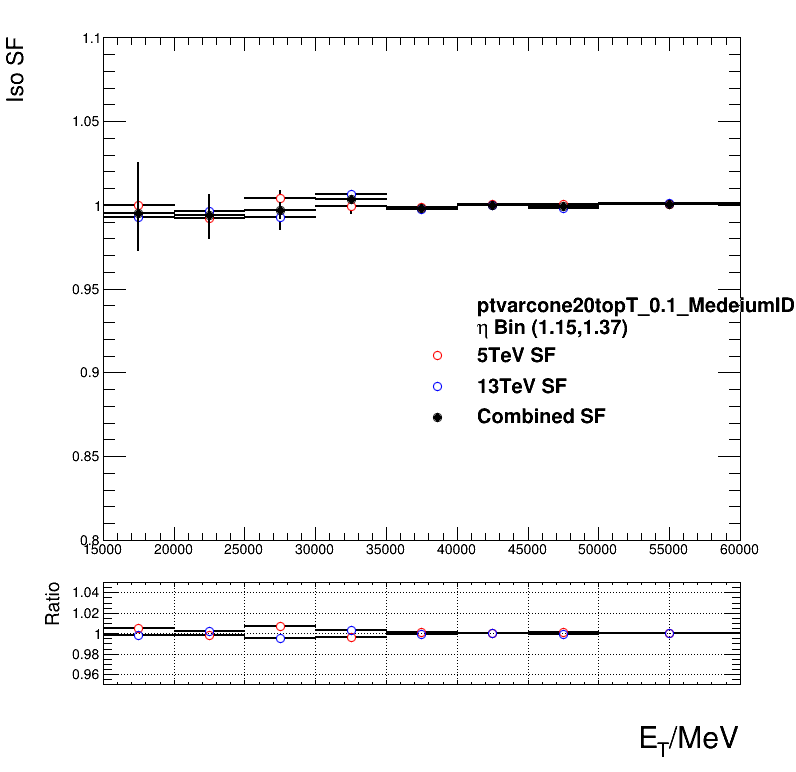 Iso SF
1.1
1.05
1
0.95
0.9
0.85
0.8
ptvarcone20topT_0.1_MedeiumID
η Bin (1.15,1.37)
5TeV SF
13TeV SF
Combined SF
15000 20000 25000 30000 35000 40000 45000 50000 55000 60000
Ratio
1.04
1.02
1
0.98
0.96
E_T/MeV